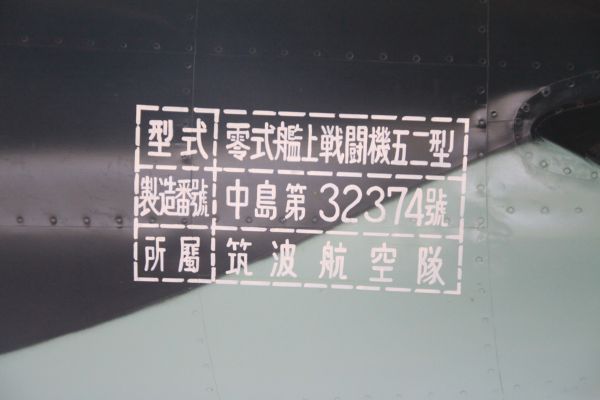 型式 零式艦上戦闘機五二型
製造番號 中島第32374號
所屬 筑波航空隊